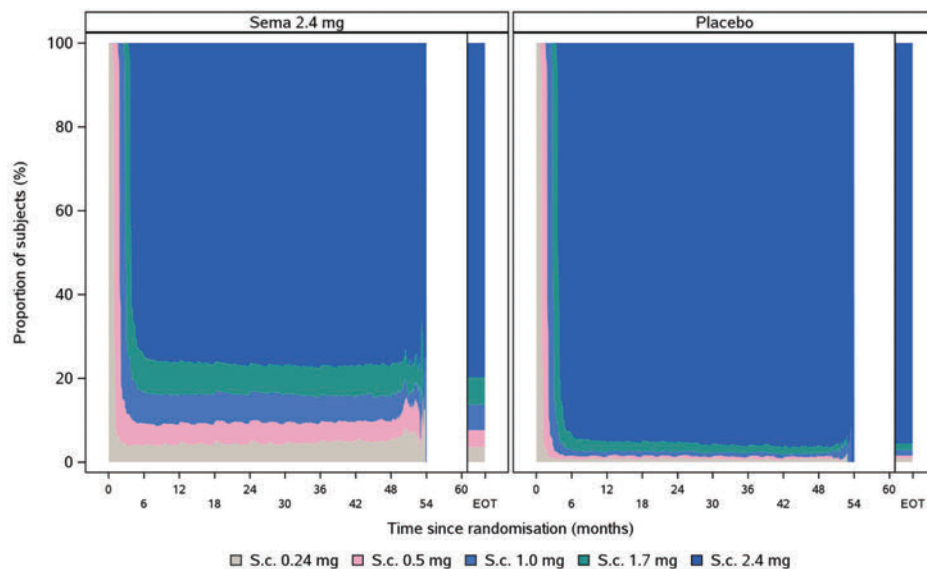 Sema 2.4 mg
Placebo
Proportion of subjects (%)
100
80
60
40
20
0
0 12 24 36 48 60
6 18 30 42 54 EOT
0 12 24 36 48 60
6 18 30 42 54 EOT
Time since randomisation (months)
S.c. 0.24 mg S.c. 0.5 mg S.c. 1.0 mg S.c. 1.7 mg S.c. 2.4 mg